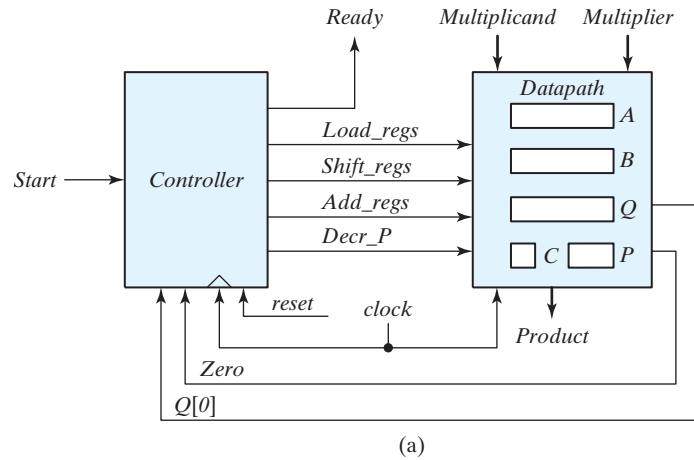 Ready
Multiplicand
Multiplier
Datapath
A
Load_regs
B
Start
Controller
Shift_regs
Add_regs
Q
Decr_P
C
P
reset
clock
Product
Zero
Q[0]
(a)